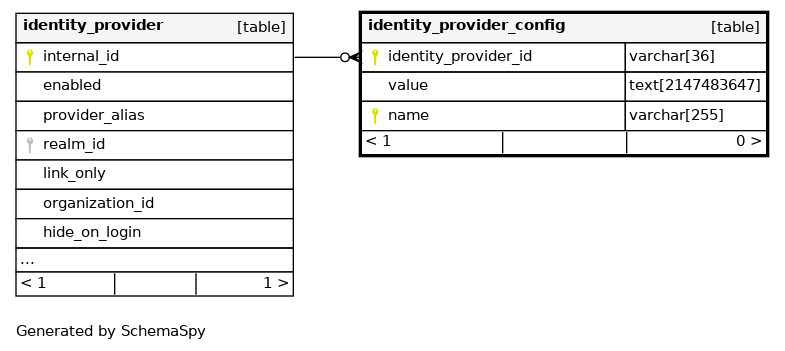 identity_provider [table]
internal_id
enabled
provider_alias
realm_id
link_only
organization_id
hide_on_login
...
< 1 1 >
identity_provider_config [table]
identity_provider_id varchar[36]
value text[2147483647]
name varchar[255]
< 1 0 >
Generated by SchemaSpy